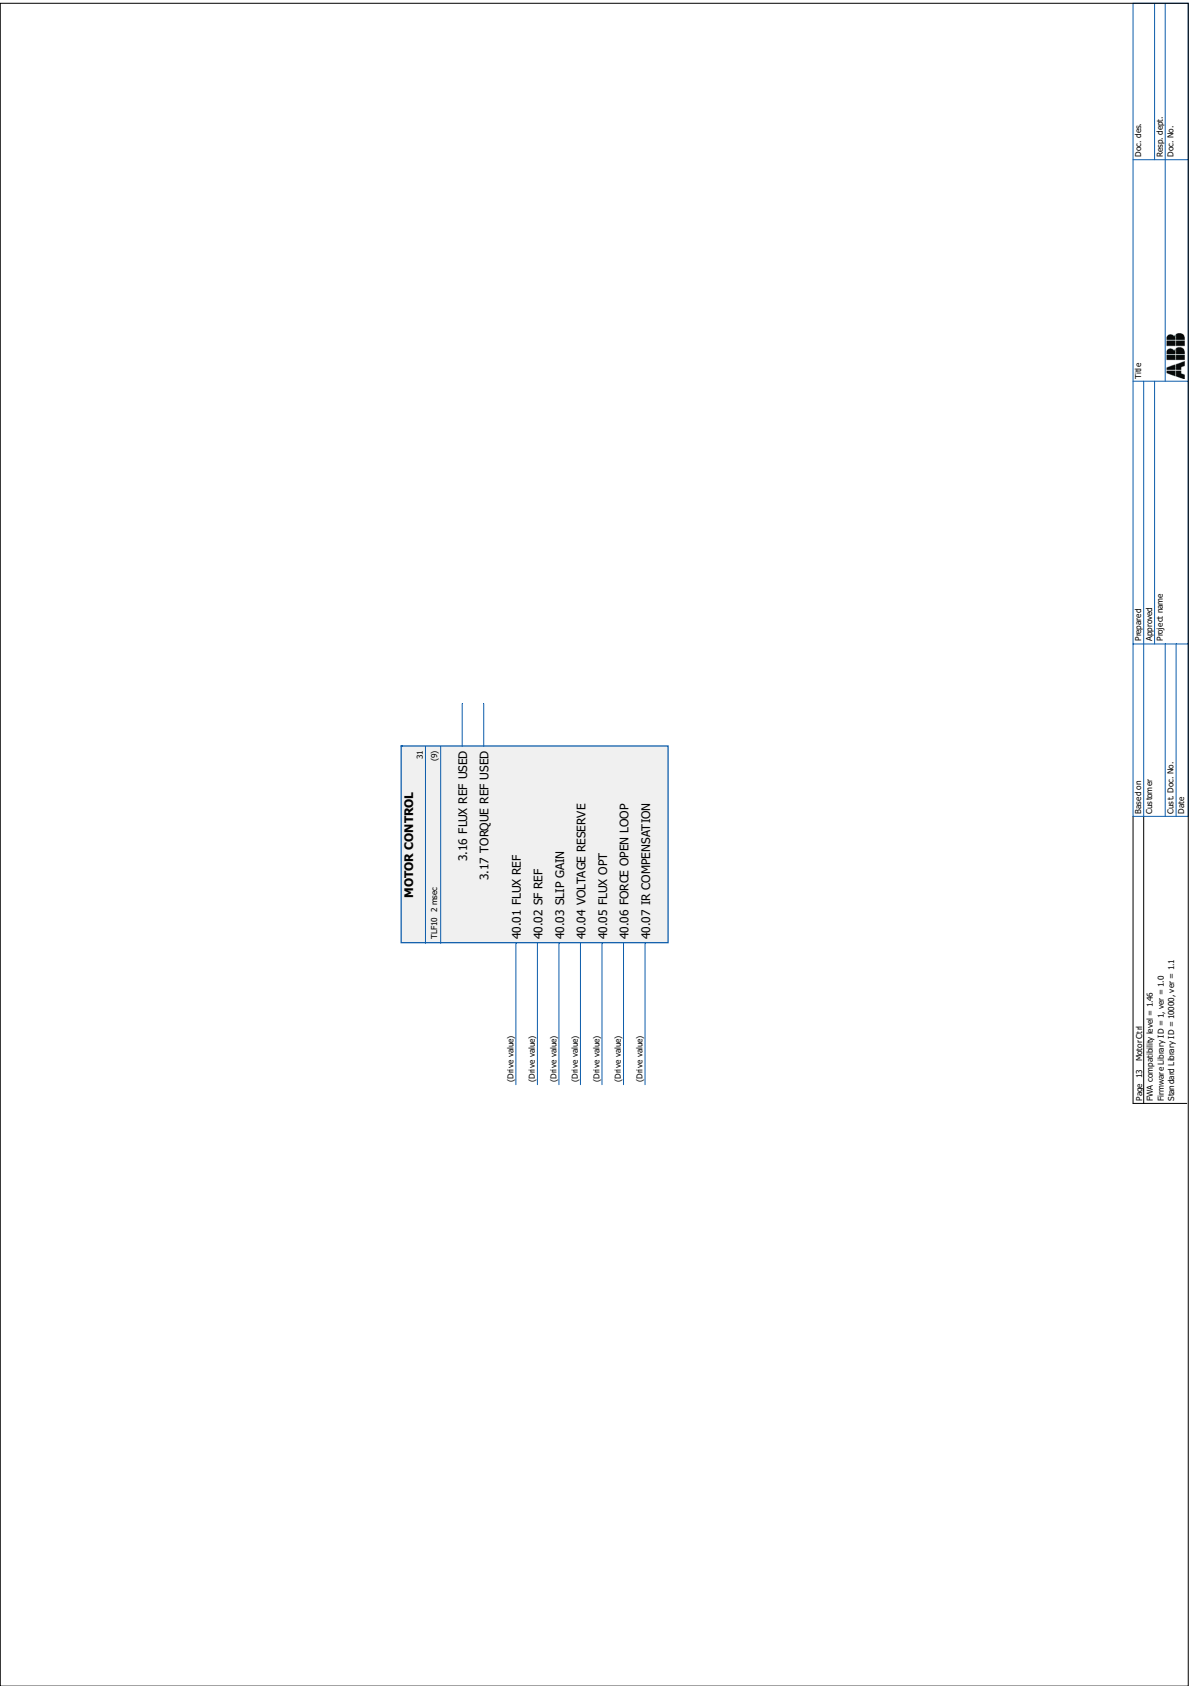 MOTOR CONTROL
31
TLF10 2 msec (9)
3.16 FLUX REF USED
3.17 TORQUE REF USED
(Drive value) 40.01 FLUX REF
(Drive value) 40.02 SF REF
(Drive value) 40.03 SLIP GAIN
(Drive value) 40.04 VOLTAGE RESERVE
(Drive value) 40.05 FLUX OPT
(Drive value) 40.06 FORCE OPEN LOOP
(Drive value) 40.07 IR COMPENSATION
Page 13 MotorCtrl
FWA compatibility level = 1.46
Firmware Library ID = 1, ver = 1.0
Standard Library ID = 10000, ver = 1.1
Based on
Customer
Cust. Doc. No.
Date
Prepared
Approved
Project name
Title
ABB
Doc. des.
Resp. dept.
Doc. No.